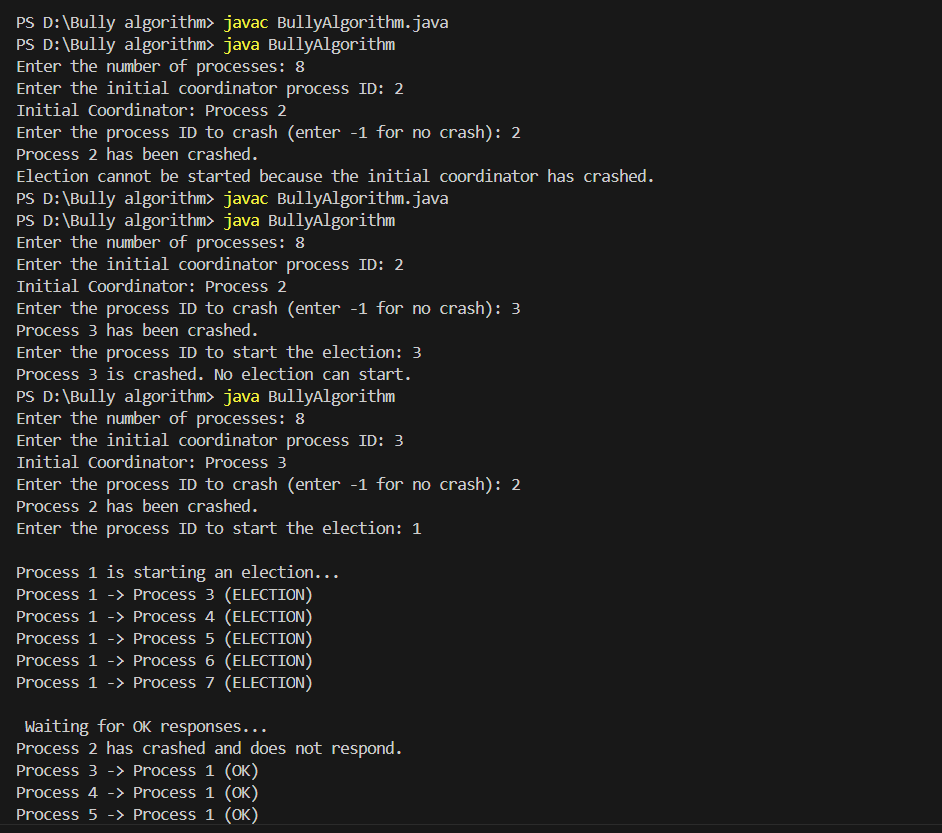 PS D:\Bully algorithm> javac BullyAlgorithm.java
PS D:\Bully algorithm> java BullyAlgorithm
Enter the number of processes: 8
Enter the initial coordinator process ID: 2
Initial Coordinator: Process 2
Enter the process ID to crash (enter -1 for no crash): 2
Process 2 has been crashed.
Election cannot be started because the initial coordinator has crashed.
PS D:\Bully algorithm> javac BullyAlgorithm.java
PS D:\Bully algorithm> java BullyAlgorithm
Enter the number of processes: 8
Enter the initial coordinator process ID: 2
Initial Coordinator: Process 2
Enter the process ID to crash (enter -1 for no crash): 3
Process 3 has been crashed.
Enter the process ID to start the election: 3
Process 3 is crashed. No election can start.
PS D:\Bully algorithm> java BullyAlgorithm
Enter the number of processes: 8
Enter the initial coordinator process ID: 3
Initial Coordinator: Process 3
Enter the process ID to crash (enter -1 for no crash): 2
Process 2 has been crashed.
Enter the process ID to start the election: 1

Process 1 is starting an election...
Process 1 -> Process 3 (ELECTION)
Process 1 -> Process 4 (ELECTION)
Process 1 -> Process 5 (ELECTION)
Process 1 -> Process 6 (ELECTION)
Process 1 -> Process 7 (ELECTION)

 Waiting for OK responses...
Process 2 has crashed and does not respond.
Process 3 -> Process 1 (OK)
Process 4 -> Process 1 (OK)
Process 5 -> Process 1 (OK)